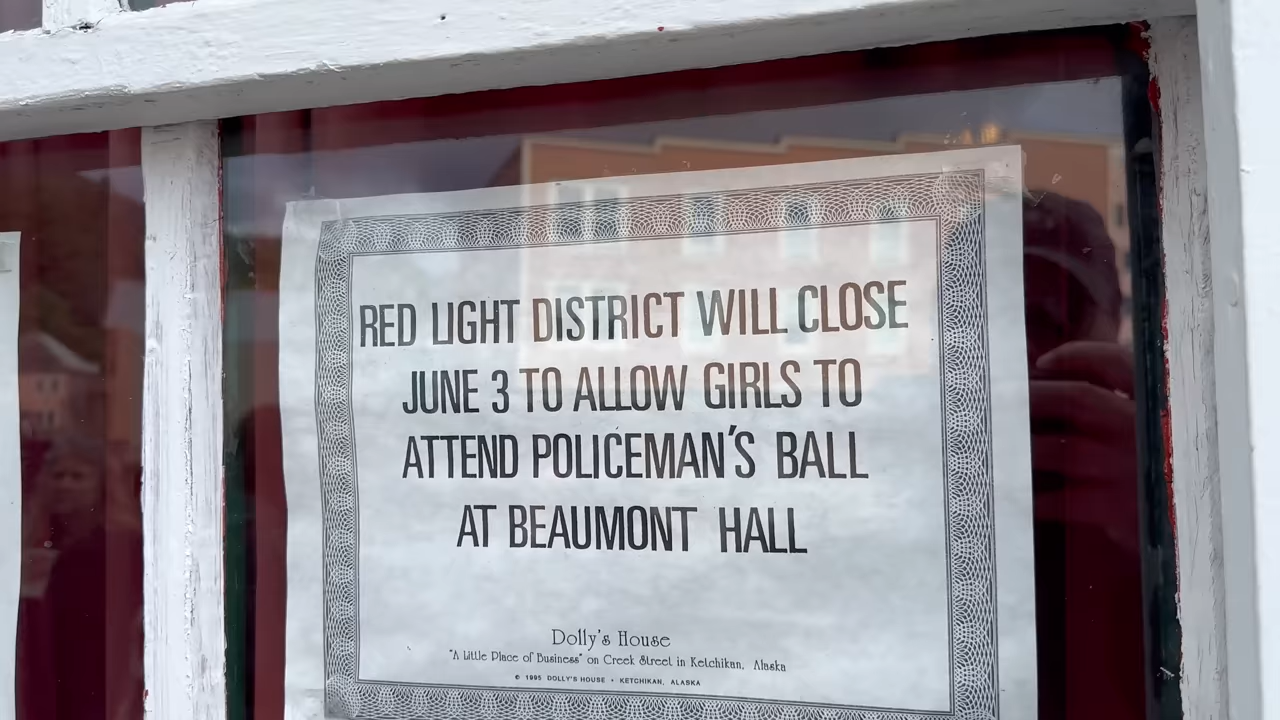 RED LIGHT DISTRICT WILL CLOSE
JUNE 3 TO ALLOW GIRLS TO
ATTEND POLICEMAN'S BALL
AT BEAUMONT HALL
Dolly's House
"A Little Place of Business" on Creek Street in Ketchikan, Alaska
© 1995 DOLLY'S HOUSE • KETCHIKAN, ALASKA